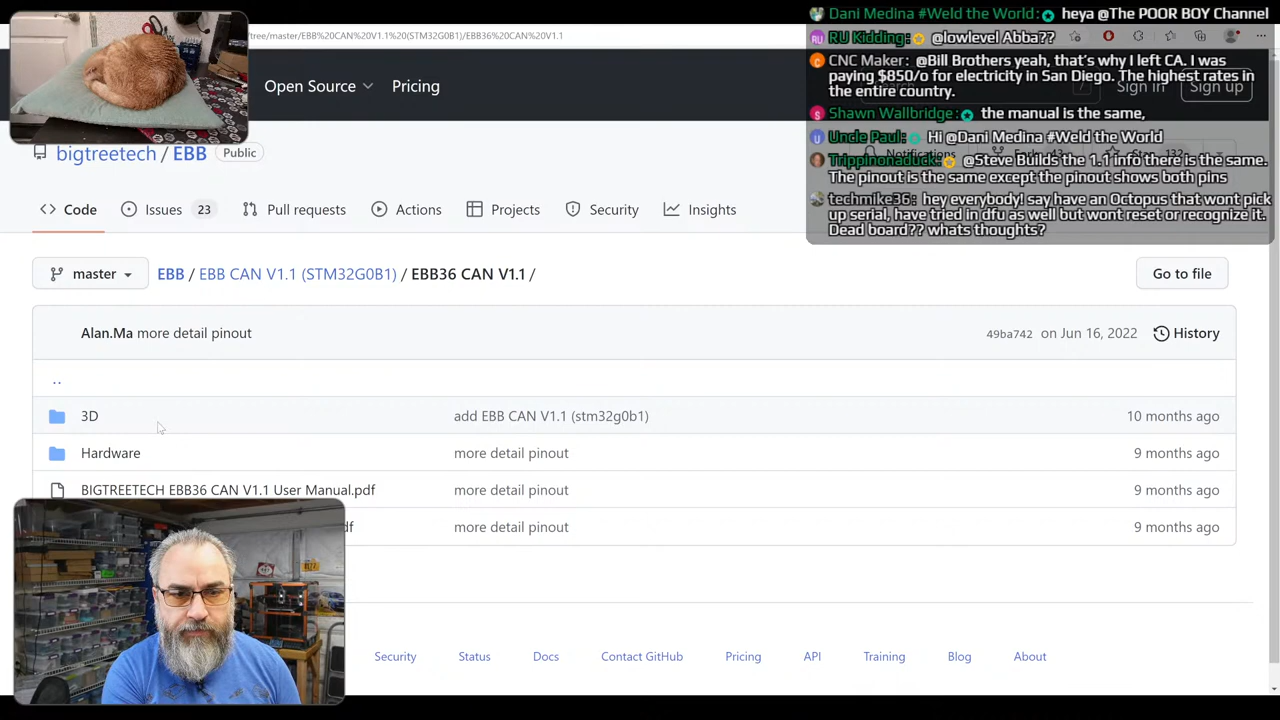 Dani Medina #Weld the World: heya @The POOR BOY Channel
/tree/master/EBB%20CAN%20V1.1%20(STM32G0B1)/EBB36%20CAN%20V1.1
RU RU Kidding: @lowlevel Abba??
CNC Maker: @Bill Brothers yeah, that's why I left CA. I was
paying $850/o for electricity in San Diego. The highest rates in
the entire country.
Open Source
Pricing
Sign in
Sign up
Shawn Wallbridge: the manual is the same,
Uncle Paul: Hi @Dani Medina #Weld the World
bigtreetech / EBB Public
Notifications
Trippinonaduck: @Steve Builds the 1.1 info there is the same.
The pinout is the same except the pinout shows both pins
techmike36: hey everybody! say have an Octopus that wont pick
up serial, have tried in dfu as well but wont reset or recognize it.
Dead board?? whats thoughts?
Code
Issues 23
Pull requests
Actions
Projects
Security
Insights
master
EBB / EBB CAN V1.1 (STM32G0B1) / EBB36 CAN V1.1 /
Go to file
Alan.Ma more detail pinout
49ba742 on Jun 16, 2022
History
..
3D
add EBB CAN V1.1 (stm32g0b1)
10 months ago
Hardware
more detail pinout
9 months ago
BIGTREETECH EBB36 CAN V1.1 User Manual.pdf
more detail pinout
9 months ago
df
more detail pinout
9 months ago
Security
Status
Docs
Contact GitHub
Pricing
API
Training
Blog
About